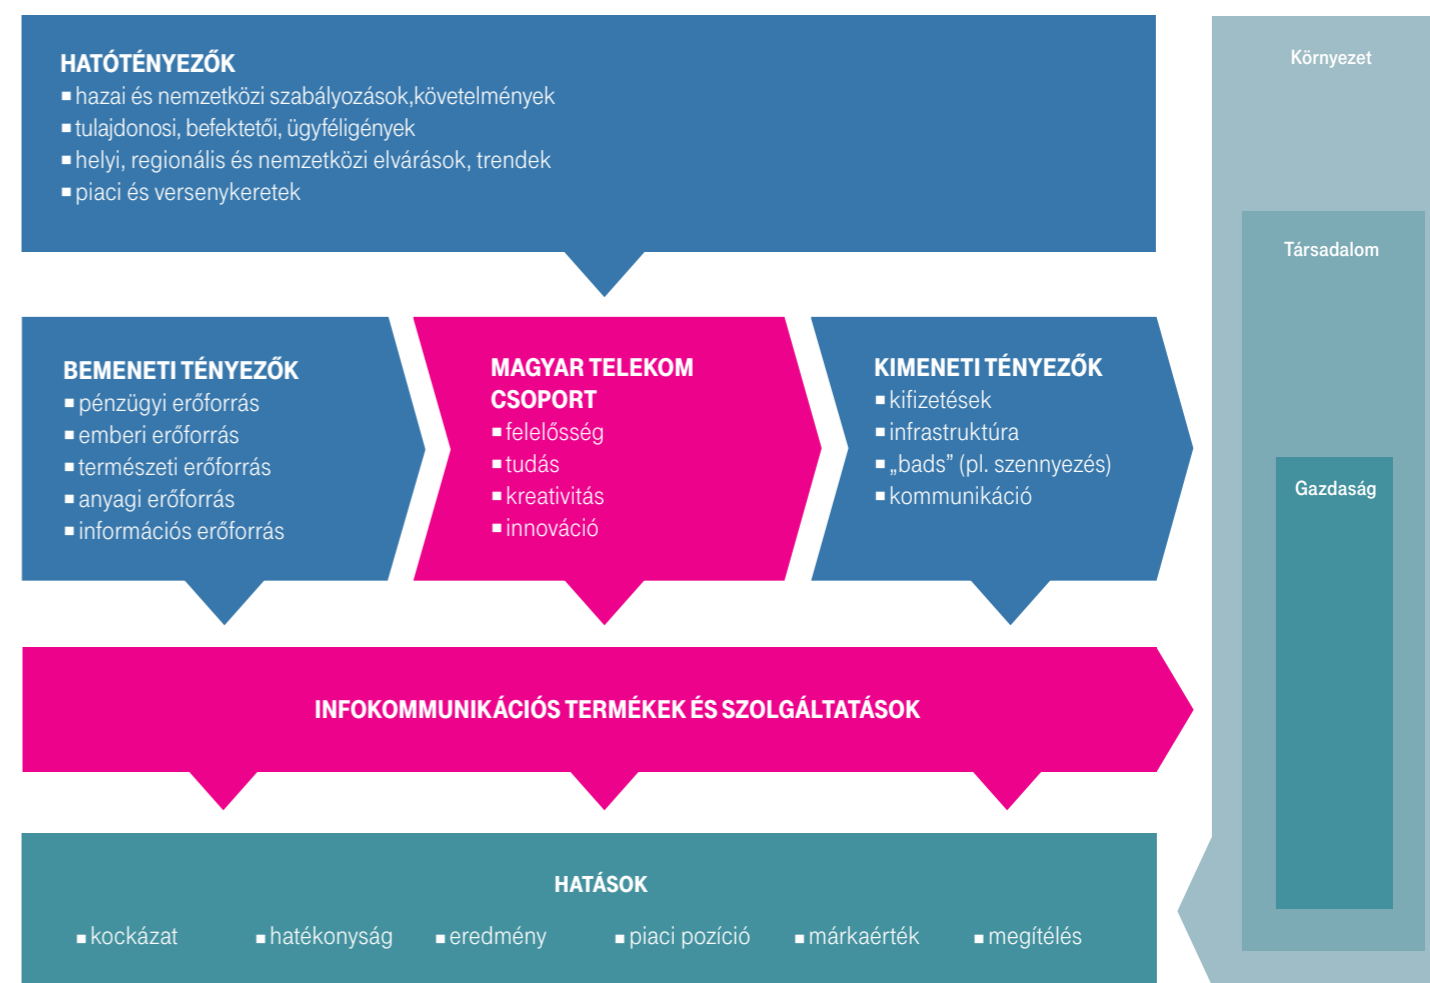 HATÓTÉNYEZŐK
▪ hazai és nemzetközi szabályozások,követelmények
▪ tulajdonosi, befektetői, ügyféligények
▪ helyi, regionális és nemzetközi elvárások, trendek
▪ piaci és versenykeretek
BEMENETI TÉNYEZŐK
▪ pénzügyi erőforrás
▪ emberi erőforrás
▪ természeti erőforrás
▪ anyagi erőforrás
▪ információs erőforrás
MAGYAR TELEKOM
CSOPORT
▪ felelősség
▪ tudás
▪ kreativitás
▪ innováció
KIMENETI TÉNYEZŐK
▪ kifizetések
▪ infrastruktúra
▪ „bads” (pl. szennyezés)
▪ kommunikáció
INFOKOMMUNIKÁCIÓS TERMÉKEK ÉS SZOLGÁLTATÁSOK
HATÁSOK
▪ kockázat ▪ hatékonyság ▪ eredmény ▪ piaci pozíció ▪ márkaérték ▪ megítélés
Környezet
Társadalom
Gazdaság